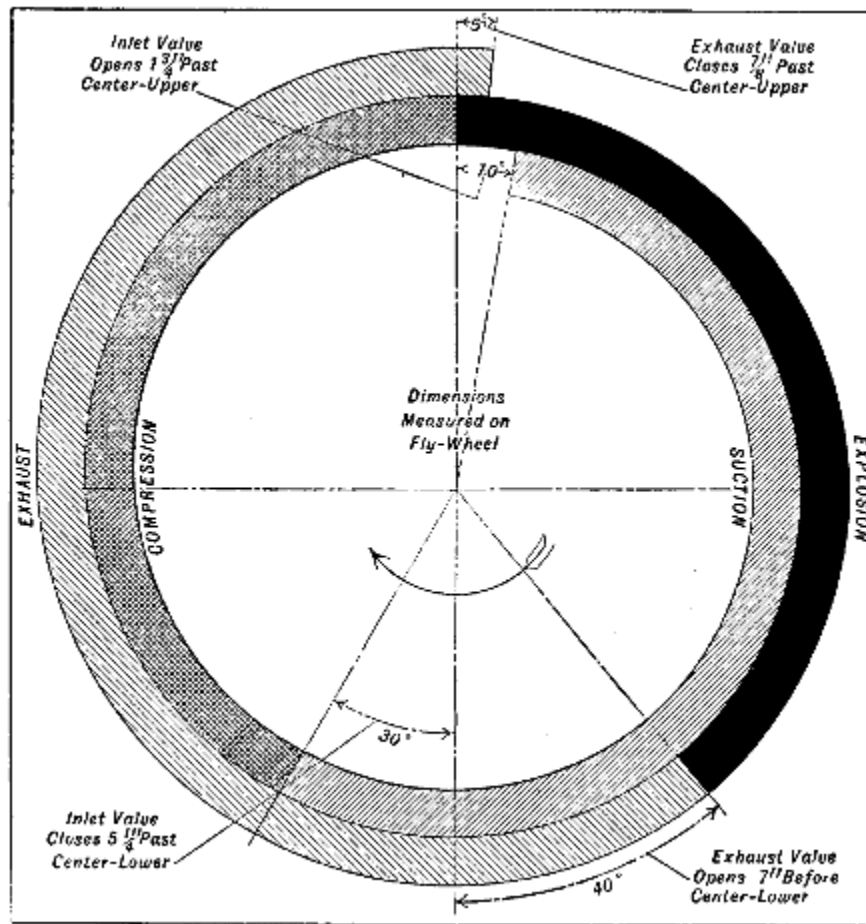 5°
Inlet Valve
Opens 1 3/4" Past
Center-Upper
Exhaust Valve
Closes 7/8" Past
Center-Upper
10°
Dimensions
Measured on
Fly-Wheel
EXHAUST
COMPRESSION
SUCTION
EXPLOSION
30°
Inlet Valve
Closes 5 1/4" Past
Center-Lower
40°
Exhaust Valve
Opens 7" Before
Center-Lower